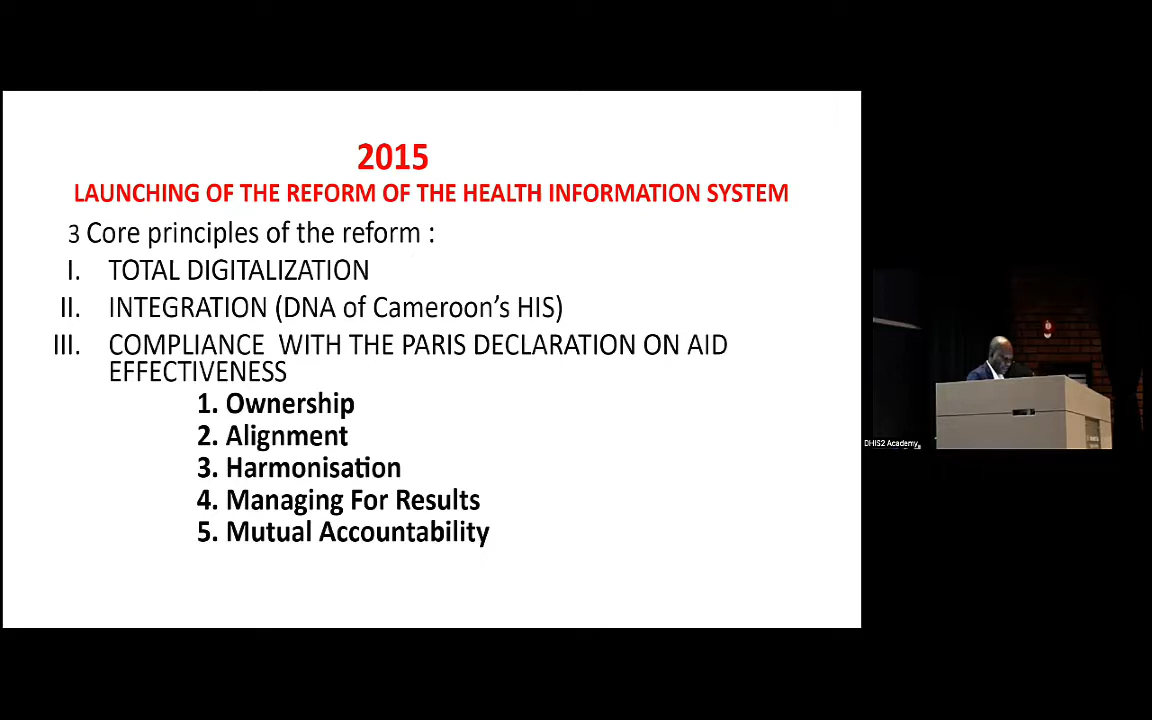 2015
LAUNCHING OF THE REFORM OF THE HEALTH INFORMATION SYSTEM
3 Core principles of the reform :
I. TOTAL DIGITALIZATION
II. INTEGRATION (DNA of Cameroon's HIS)
III. COMPLIANCE WITH THE PARIS DECLARATION ON AID
EFFECTIVENESS
1. Ownership
2. Alignment
3. Harmonisation
4. Managing For Results
5. Mutual Accountability
DHIS2 Academy